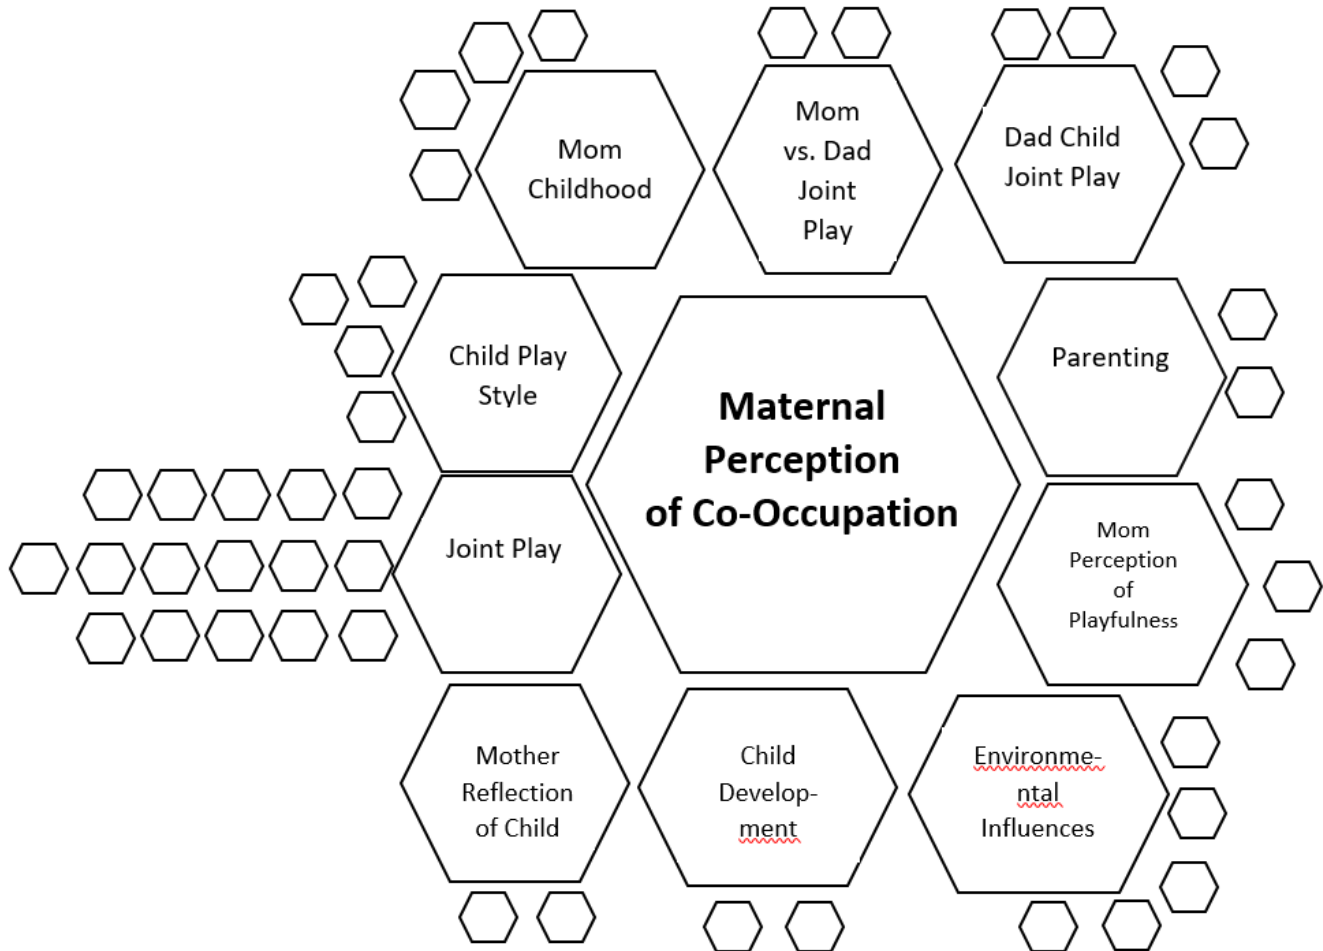 Mom
Childhood
Mom
vs. Dad
Joint
Play
Dad Child
Joint Play
Child Play
Style
Maternal
Perception
of Co-Occupation
Parenting
Joint Play
Mom
Perception
of
Playfulness
Mother
Reflection
of Child
Child
Develop-
ment
Environme-
ntal
Influences